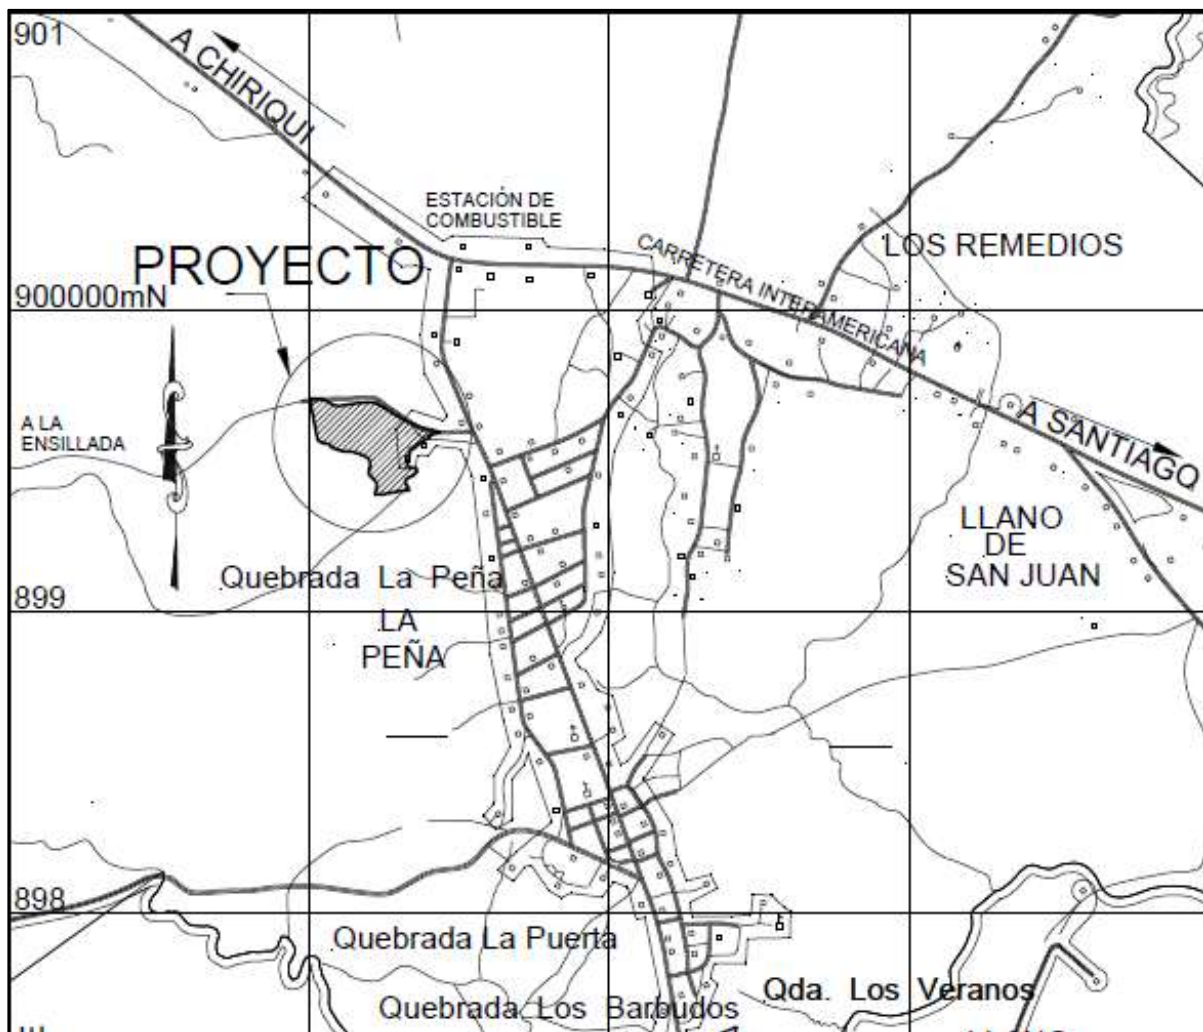 901
A CHIRIQUI
ESTACIÓN DE
COMBUSTIBLE
PROYECTO
CARRETERA INTERAMERICANA
LOS REMEDIOS
900000mN
A LA
ENSILLADA
A SANTIAGO
LLANO
DE
SAN JUAN
Quebrada La Peña
899
LA
PEÑA
898
Quebrada La Puerta
Quebrada Los Barbudos
Qda. Los Veranos